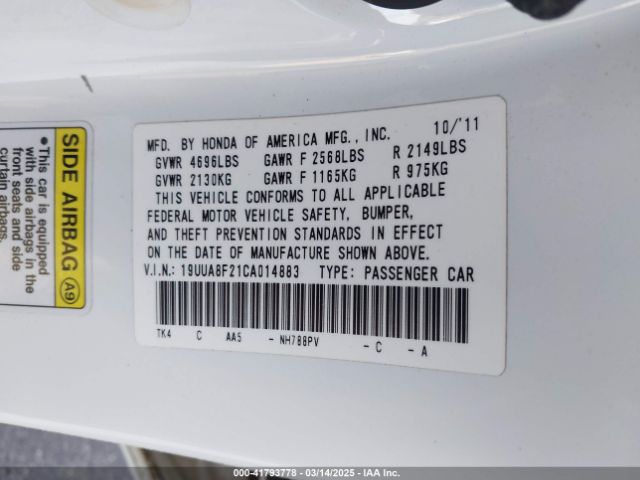 MFD. BY HONDA OF AMERICA MFG., INC. 10/'11
GVWR 4696LBS GAWR F 2568LBS R 2149LBS
GVWR 2130KG GAWR F 1165KG R 975KG
THIS VEHICLE CONFORMS TO ALL APPLICABLE
FEDERAL MOTOR VEHICLE SAFETY, BUMPER,
AND THEFT PREVENTION STANDARDS IN EFFECT
ON THE DATE OF MANUFACTURE SHOWN ABOVE.
V.I.N.: 19UUA8F21CA014883 TYPE: PASSENGER CAR
TK4 C AA5 - NH788PV - C - A
SIDE AIRBAG A9
•This car is equipped
with side airbags in the
front seats and side
curtain airbags.
000-41793778 - 03/14/2025 - IAAI.COM